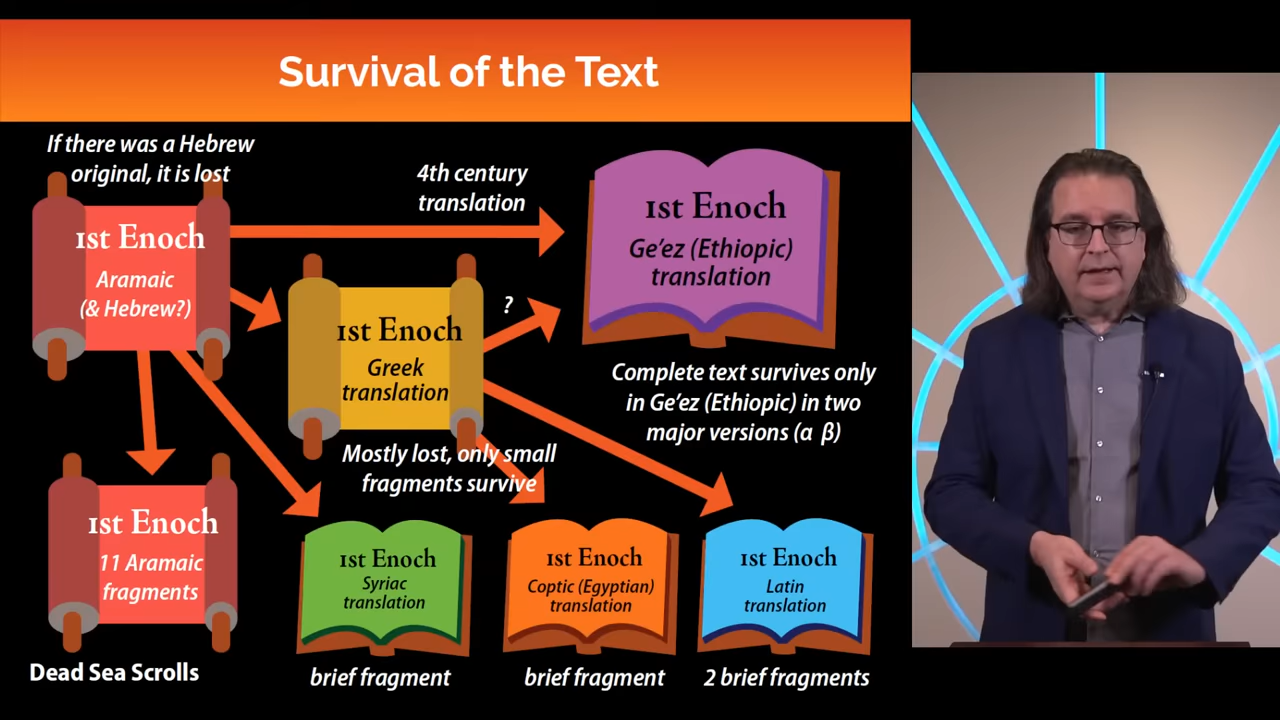 Survival of the Text
If there was a Hebrew
original, it is lost
1st Enoch
Aramaic
(& Hebrew?)
4th century
translation
1st Enoch
Ge'ez (Ethiopic)
translation
?
1st Enoch
Greek
translation
Complete text survives only
in Ge'ez (Ethiopic) in two
major versions (α β)
Mostly lost, only small
fragments survive
1st Enoch
11 Aramaic
fragments
Dead Sea Scrolls
1st Enoch
Syriac
translation
brief fragment
1st Enoch
Coptic (Egyptian)
translation
brief fragment
1st Enoch
Latin
translation
2 brief fragments